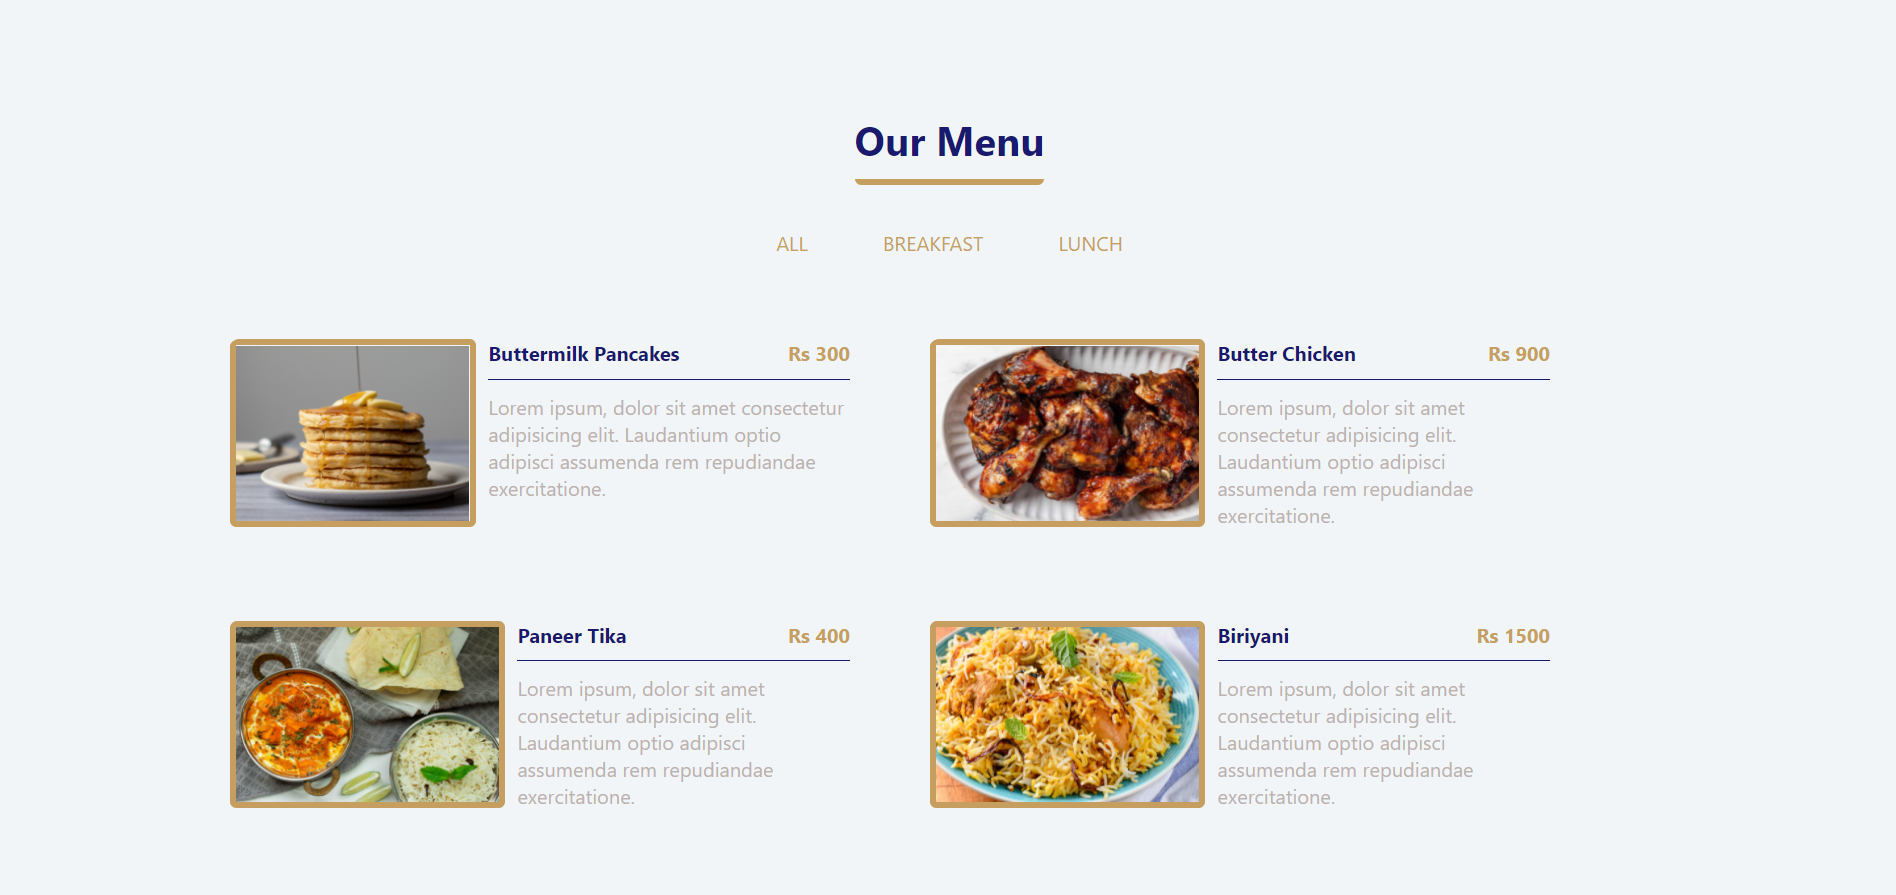 Our Menu
ALL BREAKFAST LUNCH
Buttermilk Pancakes Rs 300
Lorem ipsum, dolor sit amet consectetur
adipisicing elit. Laudantium optio
adipisci assumenda rem repudiandae
exercitatione.
Butter Chicken Rs 900
Lorem ipsum, dolor sit amet
consectetur adipisicing elit.
Laudantium optio adipisci
assumenda rem repudiandae
exercitatione.
Paneer Tika Rs 400
Lorem ipsum, dolor sit amet
consectetur adipisicing elit.
Laudantium optio adipisci
assumenda rem repudiandae
exercitatione.
Biriyani Rs 1500
Lorem ipsum, dolor sit amet
consectetur adipisicing elit.
Laudantium optio adipisci
assumenda rem repudiandae
exercitatione.